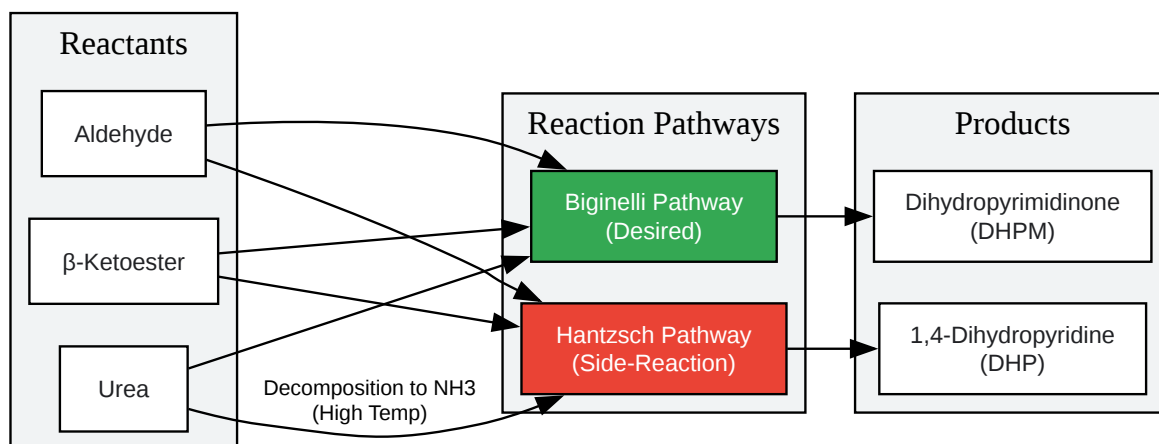 Reactants
Aldehyde
β-Ketoester
Urea
Decomposition to NH3
(High Temp)
Reaction Pathways
Biginelli Pathway
(Desired)
Hantzsch Pathway
(Side-Reaction)
Products
Dihydropyrimidinone
(DHPM)
1,4-Dihydropyridine
(DHP)